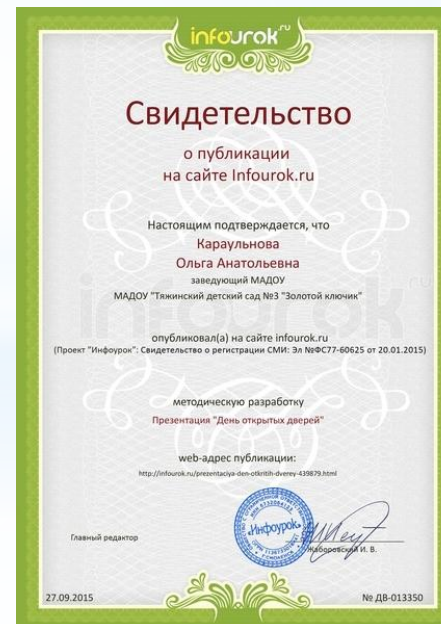 infourok ru
Свидетельство
о публикации
на сайте Infourok.ru
Настоящим подтверждается, что
Караульнова
Ольга Анатольевна
заведующий МАДОУ
МАДОУ "Тяжинский детский сад №3 "Золотой ключик"
опубликовал(а) на сайте infourok.ru
(Проект "Инфоурок": Свидетельство о регистрации СМИ: Эл №ФС77-60625 от 20.01.2015)
методическую разработку
Презентация "День открытых дверей"
web-адрес публикации:
http://infourok.ru/prezentaciya-den-otkritih-dverey-439879.html
Главный редактор
«Инфоурок»
Жаборовский И. В.
27.09.2015
№ ДВ-013350